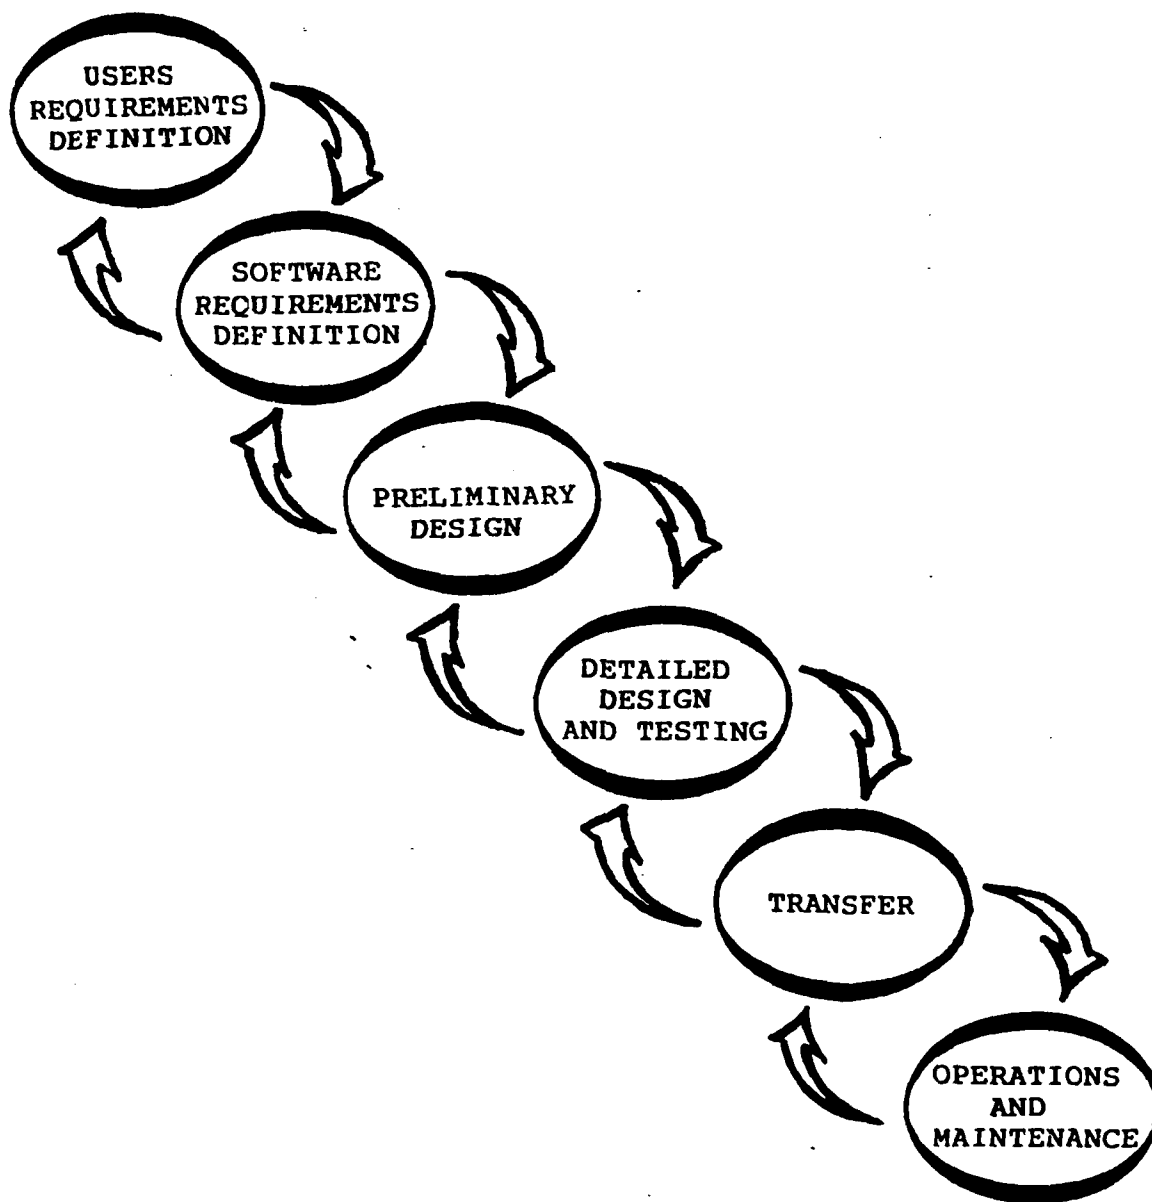 USERS
REQUIREMENTS
DEFINITION
SOFTWARE
REQUIREMENTS
DEFINITION
PRELIMINARY
DESIGN
DETAILED
DESIGN
AND TESTING
TRANSFER
OPERATIONS
AND
MAINTENANCE